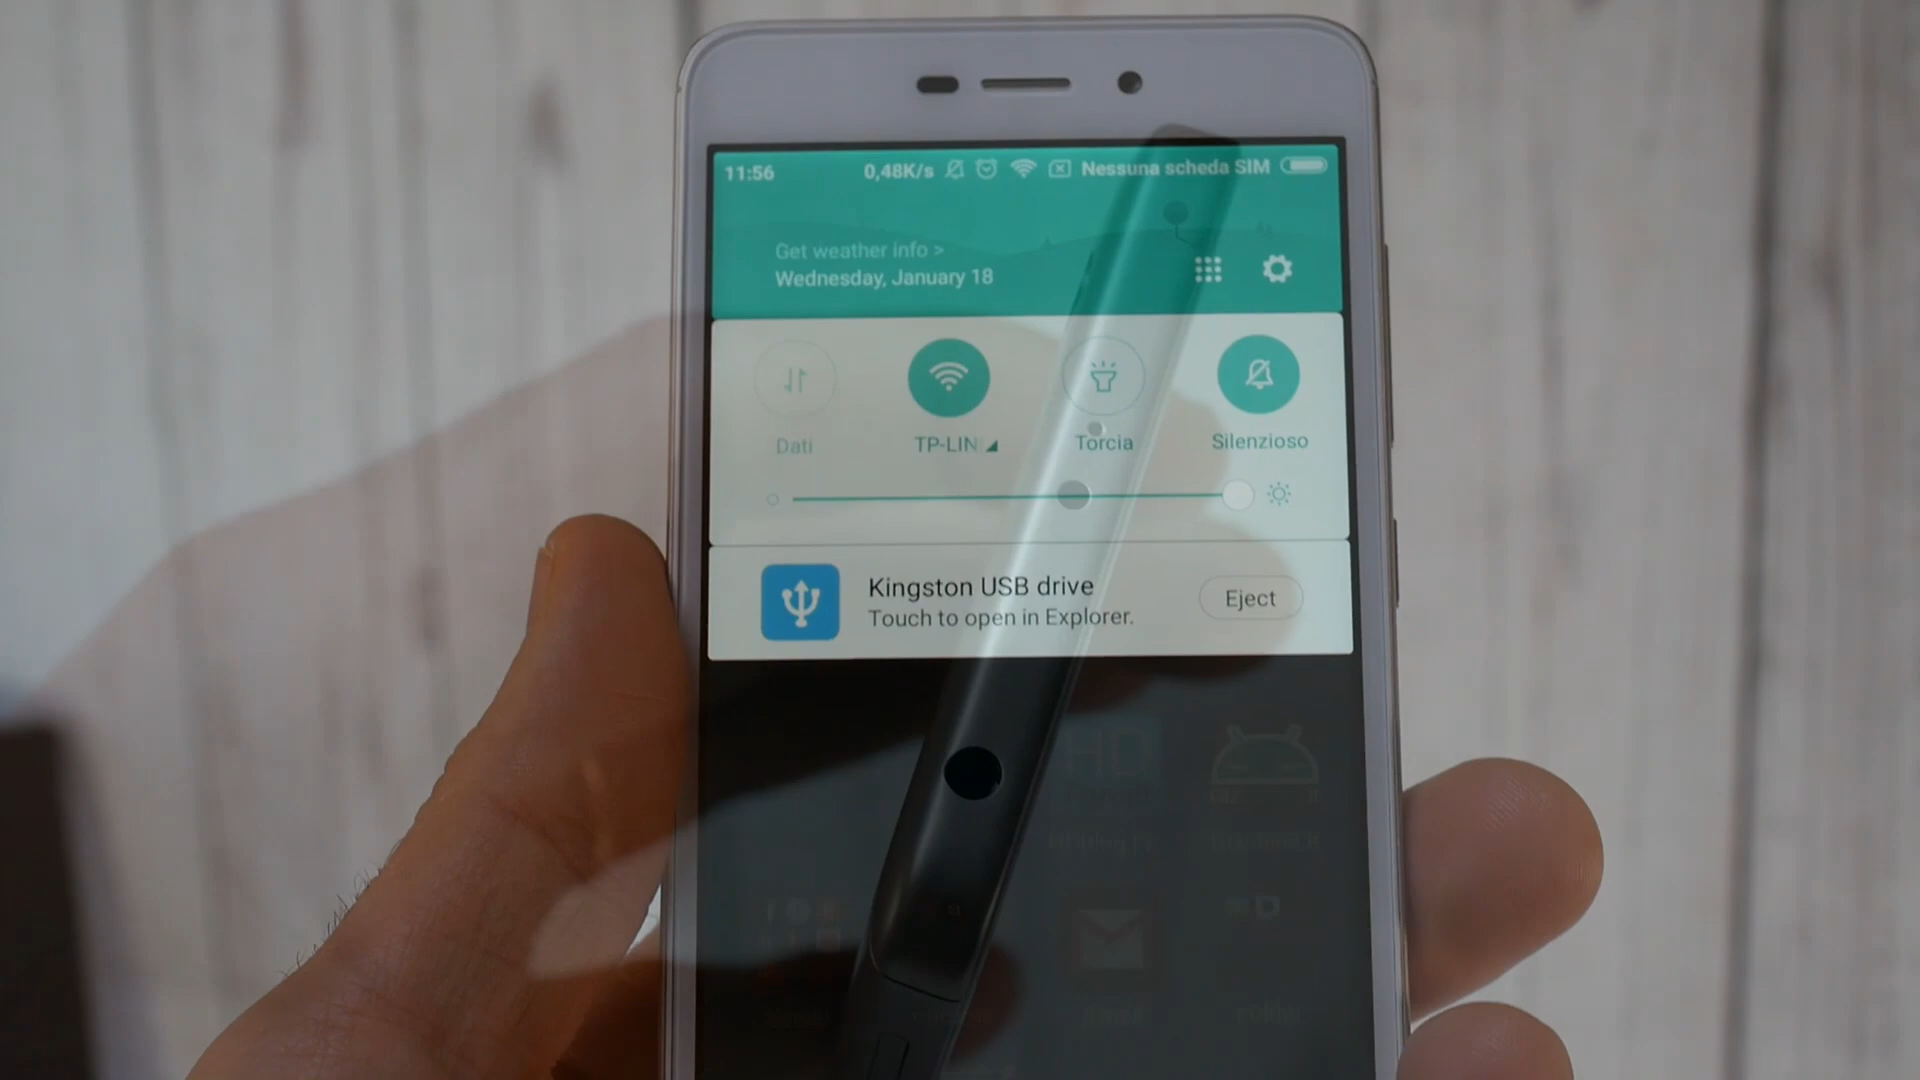 11:56 0,48K/s Nessuna scheda SIM
Get weather info >
Wednesday, January 18
Dati TP-LIN Torcia Silenzioso
Kingston USB drive
Touch to open in Explorer.
Eject